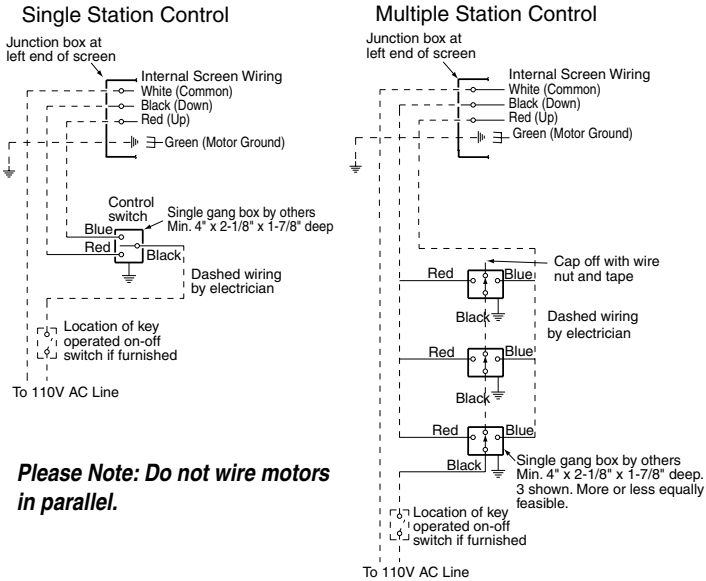 Single Station Control
Junction box at
left end of screen
Internal Screen Wiring
White (Common)
Black (Down)
Red (Up)
Green (Motor Ground)
Control
switch
Single gang box by others
Min. 4" x 2-1/8" x 1-7/8" deep
Blue
Red
Black
Dashed wiring
by electrician
Location of key
operated on-off
switch if furnished
To 110V AC Line
Please Note: Do not wire motors
in parallel.
Multiple Station Control
Junction box at
left end of screen
Internal Screen Wiring
White (Common)
Black (Down)
Red (Up)
Green (Motor Ground)
Cap off with wire
nut and tape
Red
Blue
Black
Dashed wiring
by electrician
Red
Blue
Black
Red
Blue
Black
Single gang box by others
Min. 4" x 2-1/8" x 1-7/8" deep.
3 shown. More or less equally
feasible.
Location of key
operated on-off
switch if furnished
To 110V AC Line